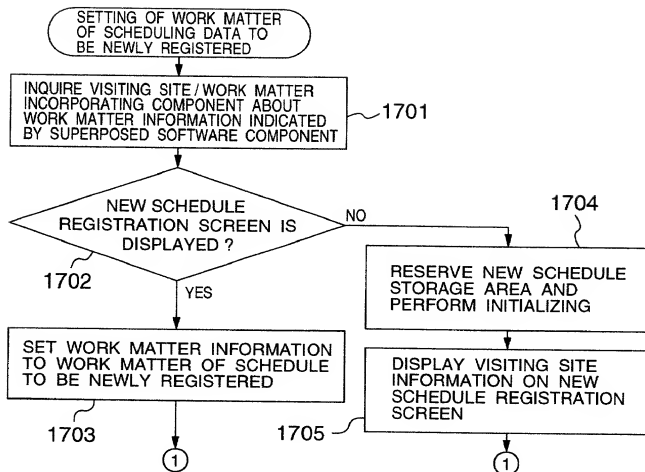 SETTING OF WORK MATTER
OF SCHEDULING DATA TO
BE NEWLY REGISTERED
INQUIRE VISITING SITE/WORK MATTER
INCORPORATING COMPONENT ABOUT
WORK MATTER INFORMATION INDICATED
BY SUPERPOSED SOFTWARE COMPONENT
1701
NEW SCHEDULE
REGISTRATION SCREEN IS
DISPLAYED ?
NO
1702
YES
1704
RESERVE NEW SCHEDULE
STORAGE AREA AND
PERFORM INITIALIZING
SET WORK MATTER INFORMATION
TO WORK MATTER OF SCHEDULE
TO BE NEWLY REGISTERED
1703
DISPLAY VISITING SITE
INFORMATION ON NEW
SCHEDULE REGISTRATION
SCREEN
1705
1
1